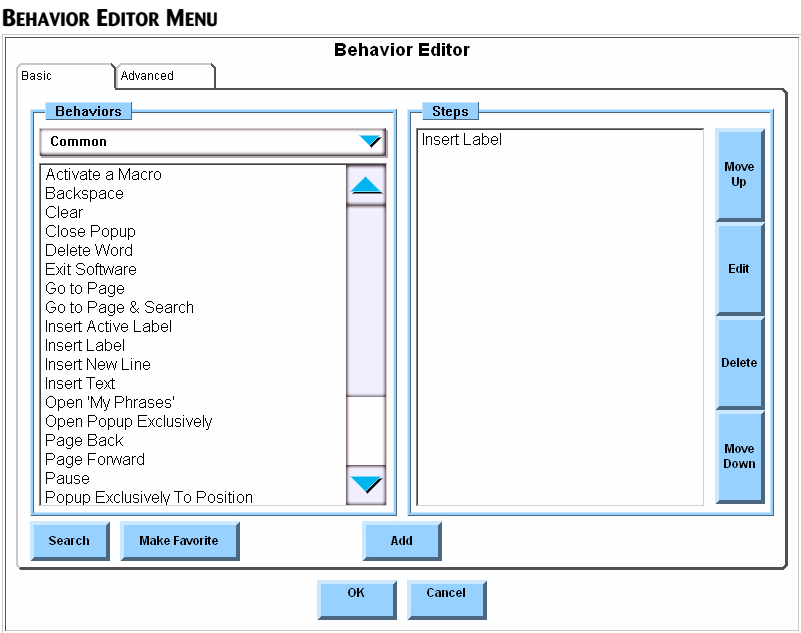 BEHAVIOR EDITOR MENU
Behavior Editor
Basic
Advanced
Behaviors
Common
Activate a Macro
Backspace
Clear
Close Popup
Delete Word
Exit Software
Go to Page
Go to Page & Search
Insert Active Label
Insert Label
Insert New Line
Insert Text
Open 'My Phrases'
Open Popup Exclusively
Page Back
Page Forward
Pause
Popup Exclusively To Position
Steps
Insert Label
Move
Up
Edit
Delete
Move
Down
Search
Make Favorite
Add
OK
Cancel